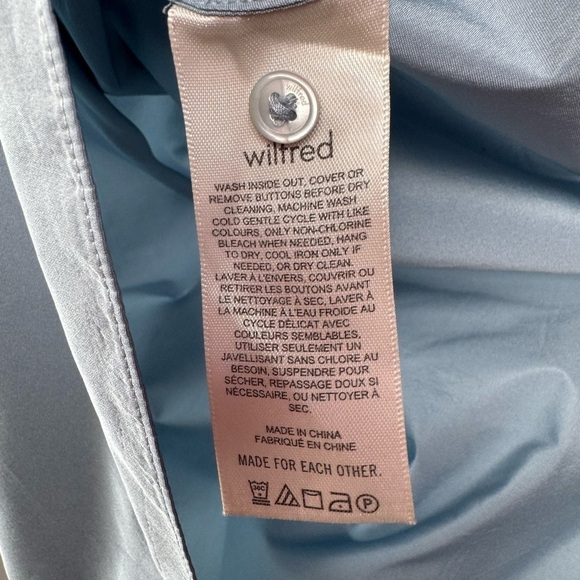 wilfred
wilfred
WASH INSIDE OUT, COVER OR
REMOVE BUTTONS BEFORE DRY
CLEANING, MACHINE WASH
COLD GENTLE CYCLE WITH LIKE
COLOURS, ONLY NON-CHLORINE
BLEACH WHEN NEEDED, HANG
TO DRY, COOL IRON ONLY IF
NEEDED, OR DRY CLEAN.
LAVER À L'ENVERS, COUVRIR OU
RETIRER LES BOUTONS AVANT
LE NETTOYAGE À SEC, LAVER À
LA MACHINE À L'EAU FROIDE AU
CYCLE DÉLICAT AVEC
COULEURS SEMBLABLES,
UTILISER SEULEMENT UN
JAVELLISANT SANS CHLORE AU
BESOIN, SUSPENDRE POUR
SÉCHER, REPASSAGE DOUX SI
NÉCESSAIRE, OU NETTOYER À
SEC.
MADE IN CHINA
FABRIQUÉ EN CHINE
MADE FOR EACH OTHER.
30C P